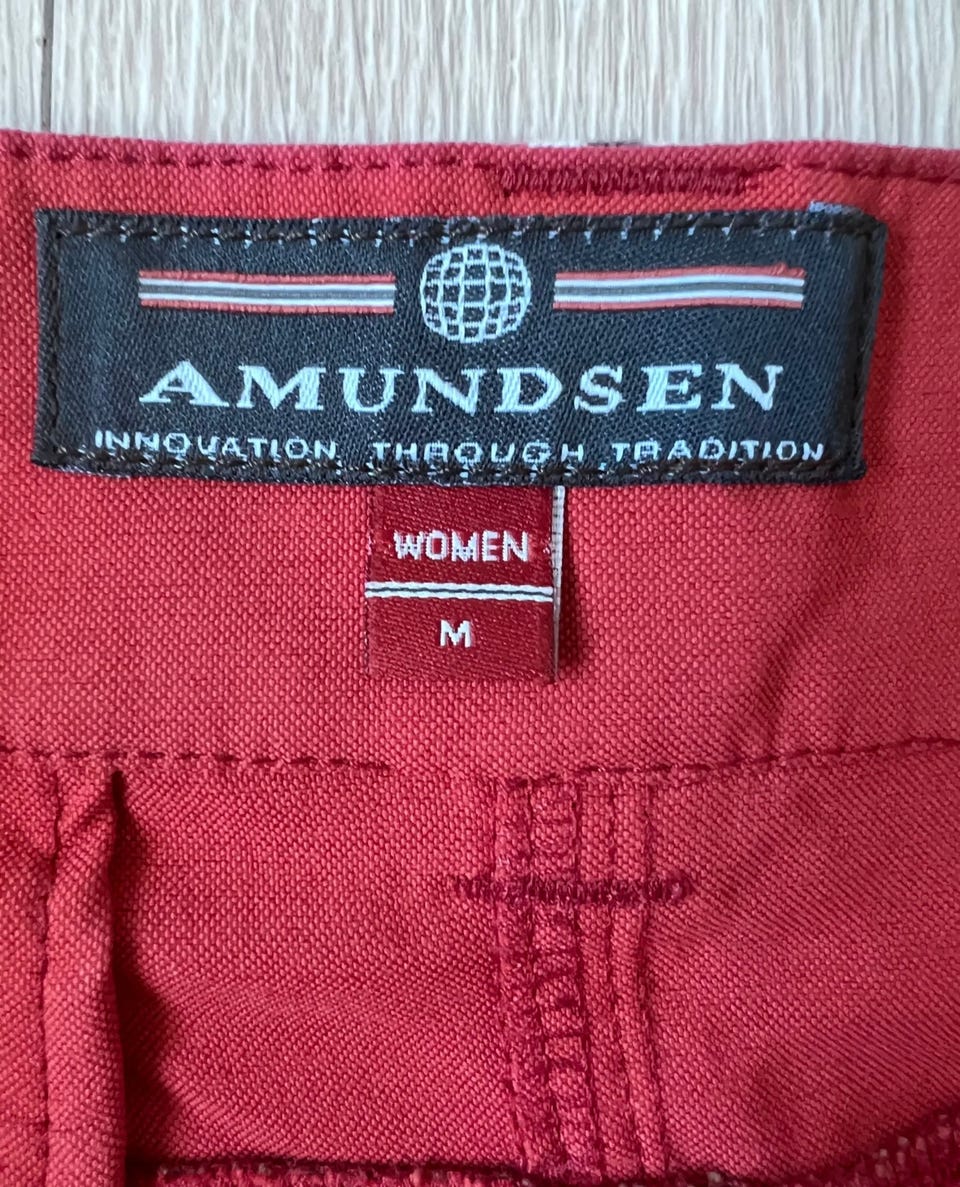 AMUNDSEN
INNOVATION THROUGH TRADITION
WOMEN
M